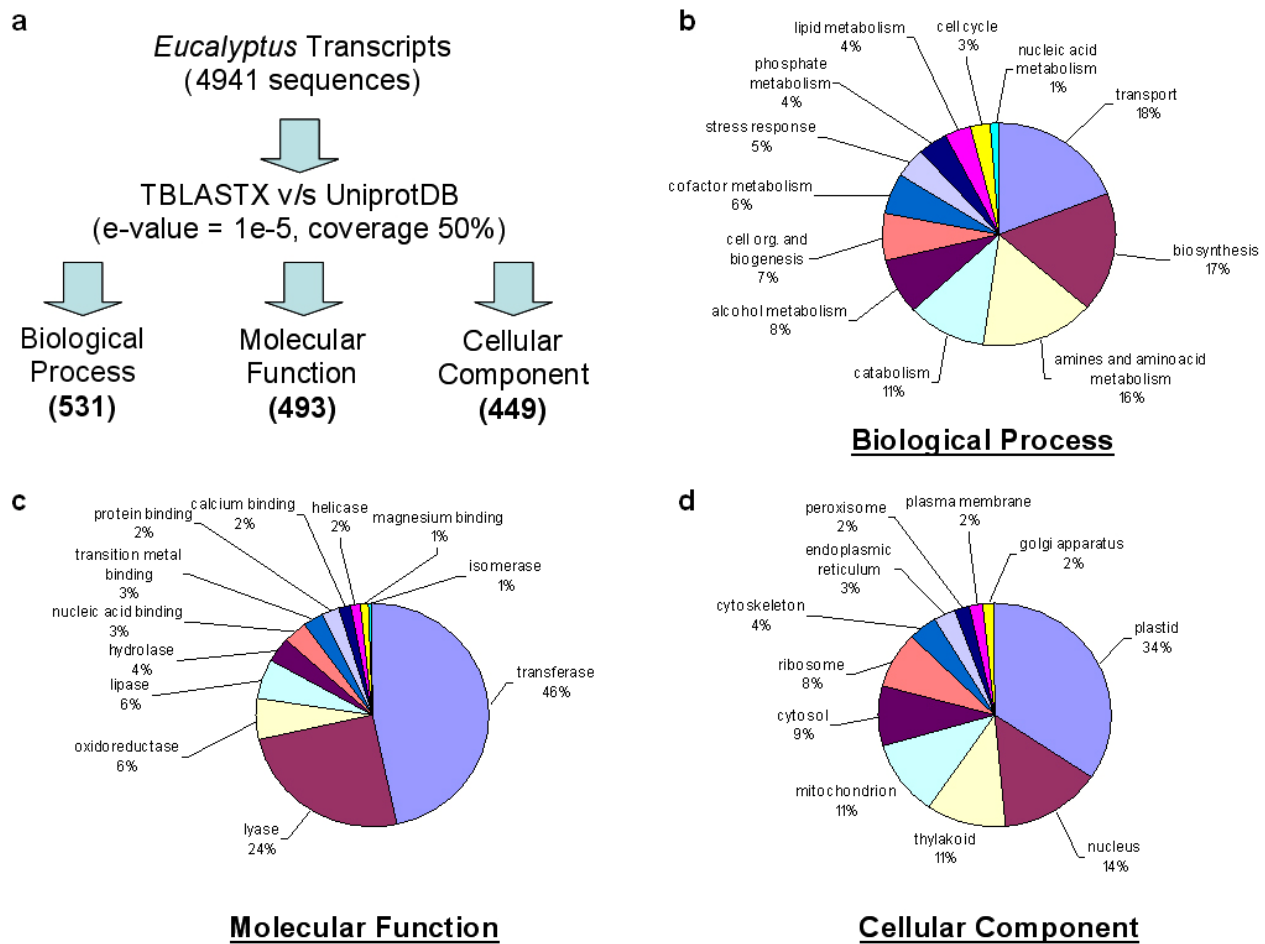 a
Eucalyptus Transcripts
(4941 sequences)
TBLASTX v/s UniprotDB
(e-value = 1e-5, coverage 50%)
Biological
Process
(531)
Molecular
Function
(493)
Cellular
Component
(449)
b
lipid metabolism
4%
cell cycle
3%
nucleic acid
metabolism
1%
phosphate
metabolism
4%
transport
18%
stress response
5%
cofactor metabolism
6%
cell org. and
biogenesis
7%
biosynthesis
17%
alcohol metabolism
8%
catabolism
11%
amines and aminoacid
metabolism
16%
Biological Process
c
protein binding
2%
calcium binding
2%
helicase
2%
magnesium binding
1%
transition metal
binding
3%
isomerase
1%
nucleic acid binding
3%
hydrolase
4%
lipase
6%
transferase
46%
oxidoreductase
6%
lyase
24%
Molecular Function
d
peroxisome
2%
plasma membrane
2%
golgi apparatus
2%
endoplasmic
reticulum
3%
cytoskeleton
4%
plastid
34%
ribosome
8%
cytosol
9%
mitochondrion
11%
thylakoid
11%
nucleus
14%
Cellular Component